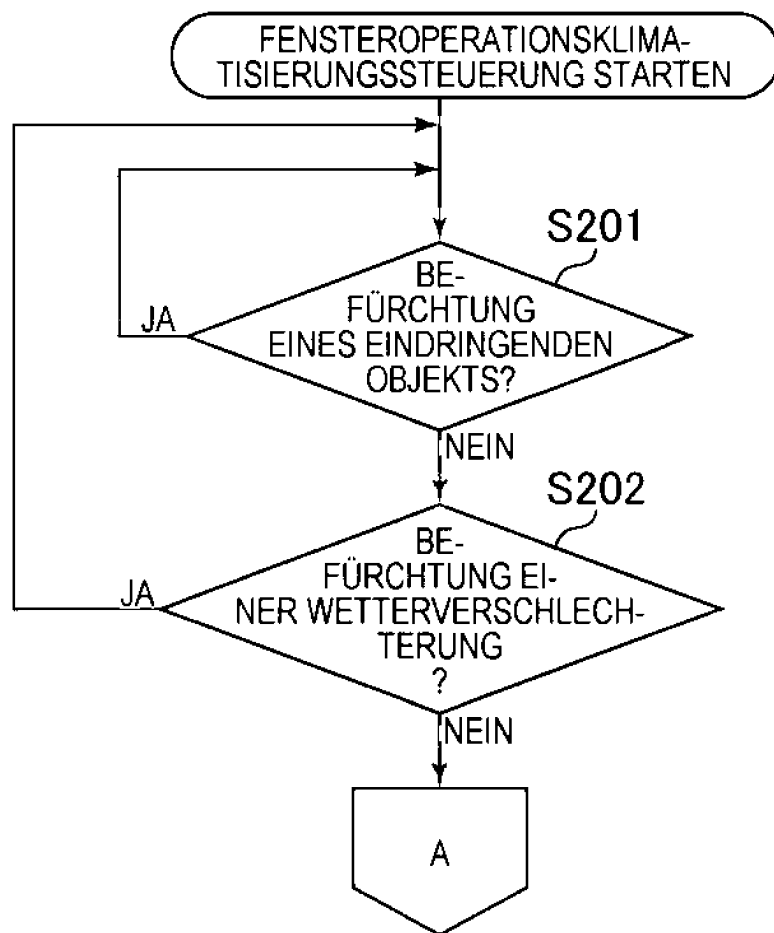 FENSTEROPERATIONSKLIMA-
TISIERUNGSSTEUERUNG STARTEN
S201
BE-
FÜRCHTUNG
EINES EINDRINGENDEN
OBJEKTS?
JA
NEIN
S202
BE-
FÜRCHTUNG EI-
NER WETTERVERSCHLECH-
TERUNG
?
JA
NEIN
A